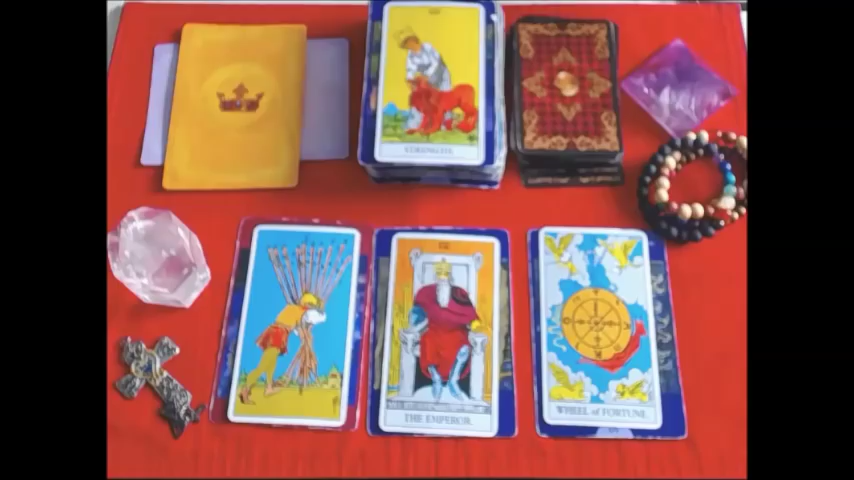 STRENGTH.
THE EMPEROR.
WHEEL of FORTUNE.